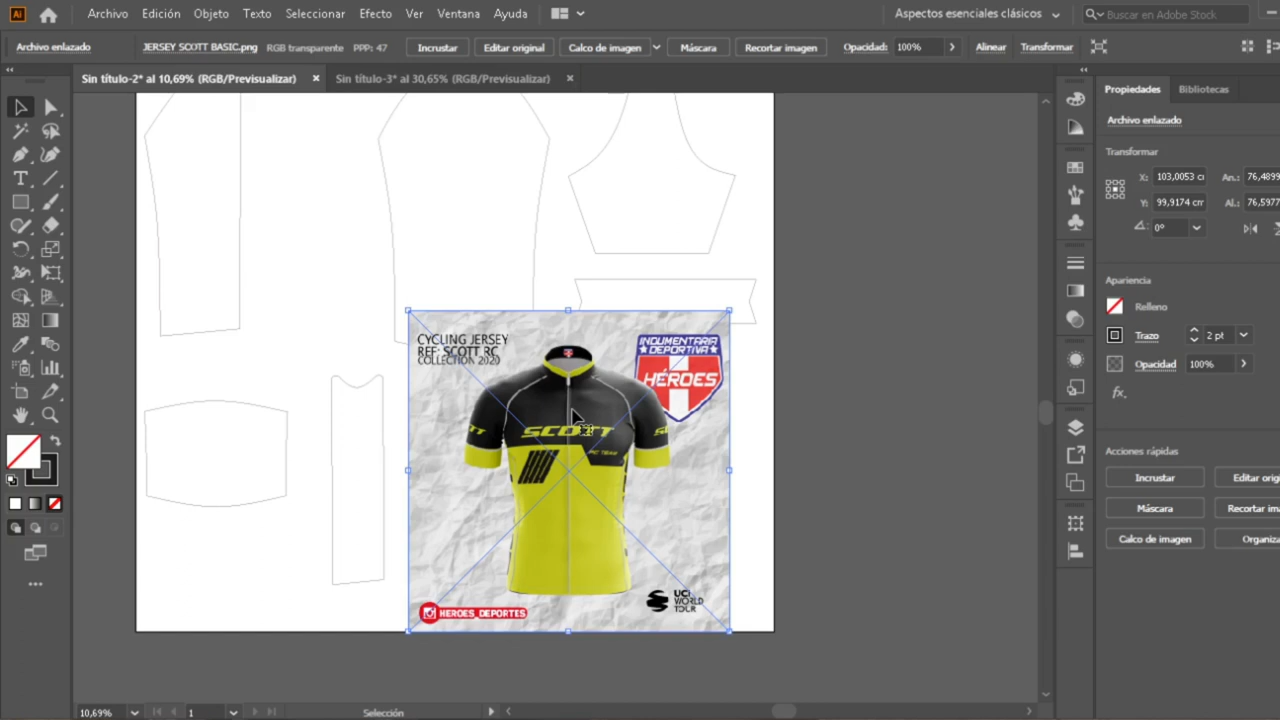 Ai Archivo Edición Objeto Texto Seleccionar Efecto Ver Ventana Ayuda Aspectos esenciales clásicos Buscar en Adobe Stock
Archivo enlazado JERSEY SCOTT BASIC.png RGB transparente PPP: 47 Incrustar Editar original Calco de imagen Máscara Recortar imagen Opacidad: 100% Alinear Transformar
Sin título-2* al 10,69% (RGB/Previsualizar) × Sin título-3* al 30,65% (RGB/Previsualizar) ×
Propiedades Bibliotecas
Archivo enlazado
Transformar
X: 103,0053 An.: 76,4899
Y: 99,9174 cm Al.: 76,5977
0°
Apariencia
Relleno
Trazo 2 pt
Opacidad 100%
fx.
Acciones rápidas
Incrustar Editar orig
Máscara Recortar im
Calco de imagen Organiz
CYCLING JERSEY
REF: SCOTT RC
COLLECTION 2020
INDUMENTARIA
DEPORTIVA
HÉROES
SCOTT
UCI
WORLD
TOUR
HEROES_DEPORTES
10,69% 1 Selección